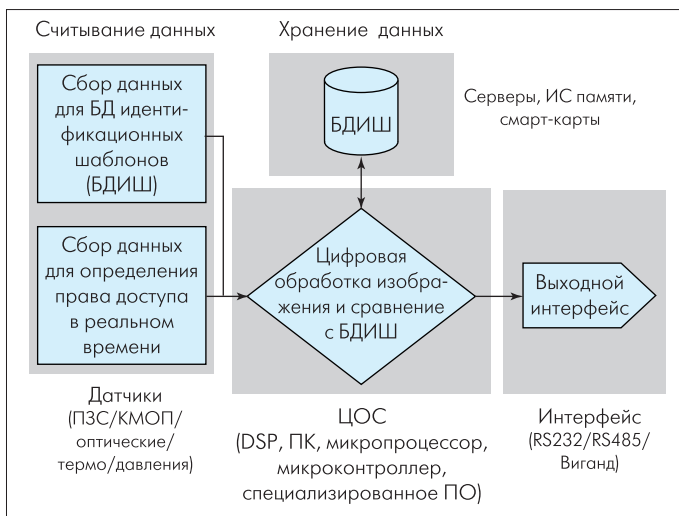 Считывание данных
Хранение данных
Сбор данных
для БД иденти-
фикационных
шаблонов
(БДИШ)
БДИШ
Серверы, ИС памяти,
смарт-карты
Сбор данных
для определения
права доступа
в реальном
времени
Цифровая
обработка изобра-
жения и сравнение
с БДИШ
Выходной
интерфейс
Датчики
(ПЗС/КМОП/
оптические/
термо/давления)
ЦОС
(DSP, ПК, микропроцессор,
микроконтроллер,
специализированное ПО)
Интерфейс
(RS232/RS485/
Виганд)